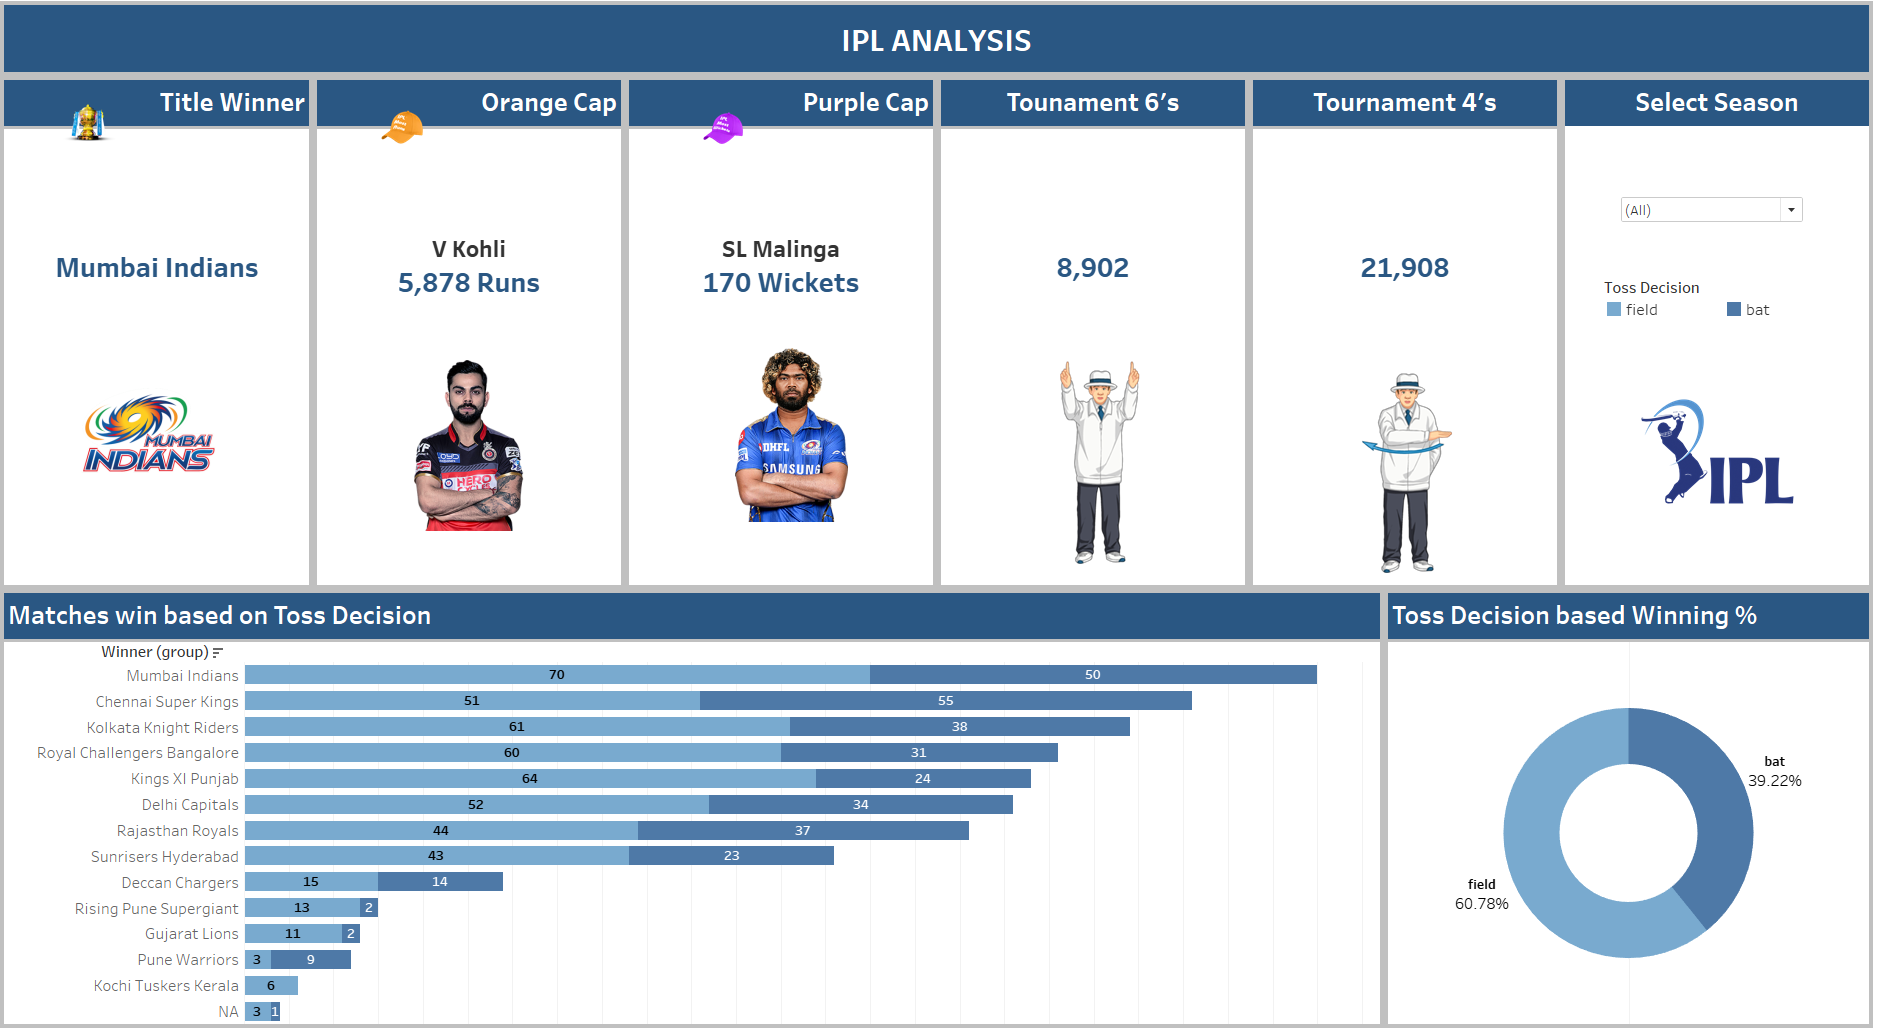 IPL ANALYSIS
Title Winner
Orange Cap
Purple Cap
Tounament 6's
Tournament 4's
Select Season
Mumbai Indians
V Kohli
5,878 Runs
SL Malinga
170 Wickets
8,902
21,908
(All)
Toss Decision
field
bat
MUMBAI
INDIANS
HERO
DHFL
SAMSUNG
IPL
Matches win based on Toss Decision
Toss Decision based Winning %
Winner (group)
Mumbai Indians 70 50
Chennai Super Kings 51 55
Kolkata Knight Riders 61 38
Royal Challengers Bangalore 60 31
Kings XI Punjab 64 24
Delhi Capitals 52 34
Rajasthan Royals 44 37
Sunrisers Hyderabad 43 23
Deccan Chargers 15 14
Rising Pune Supergiant 13 2
Gujarat Lions 11 2
Pune Warriors 3 9
Kochi Tuskers Kerala 6
NA 3 1
bat
39.22%
field
60.78%